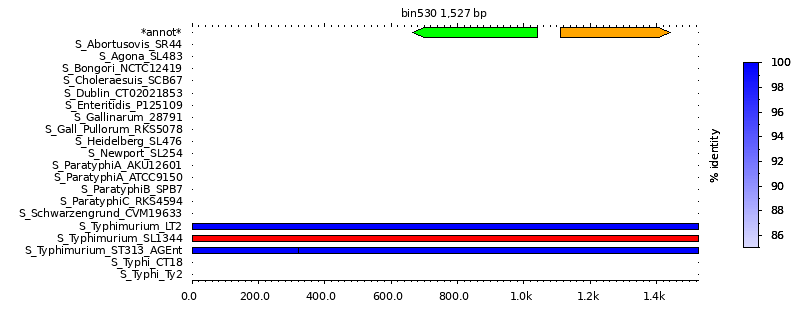 bin530 1,527 bp
*annot*
S_Abortusovis_SR44
S_Agona_SL483
S_Bongori_NCTC12419
S_Choleraesuis_SCB67
S_Dublin_CT02021853
S_Enteritidis_P125109
S_Gallinarum_28791
S_Gall_Pullorum_RKS5078
S_Heidelberg_SL476
S_Newport_SL254
S_ParatyphiA_AKU12601
S_ParatyphiA_ATCC9150
S_ParatyphiB_SPB7
S_ParatyphiC_RKS4594
S_Schwarzengrund_CVM19633
S_Typhimurium_LT2
S_Typhimurium_SL1344
S_Typhimurium_ST313_AGEnt
S_Typhi_CT18
S_Typhi_Ty2
0.0 200.0 400.0 600.0 800.0 1.0k 1.2k 1.4k
% identity
100
98
96
94
92
90
88
86